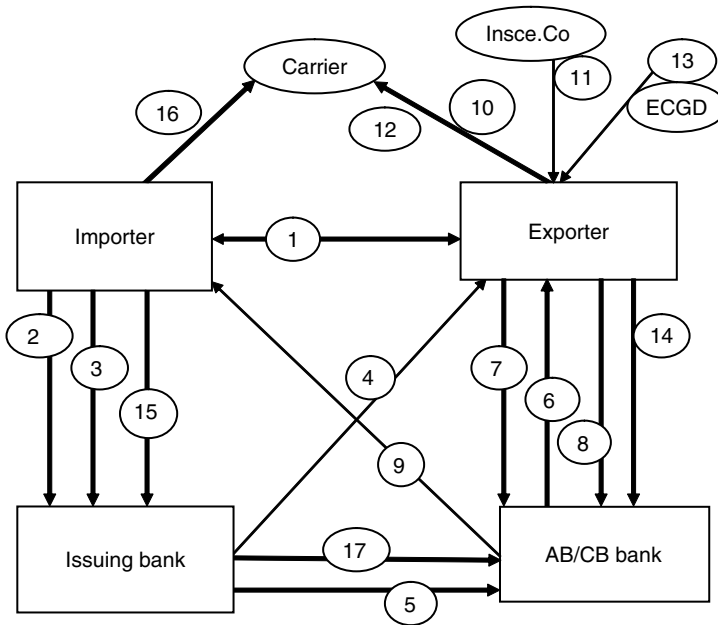 Insce.Co
13
Carrier
11
ECGD
16
10
12
Importer
1
Exporter
2
3
15
4
7
6
14
8
9
Issuing bank
17
AB/CB bank
5